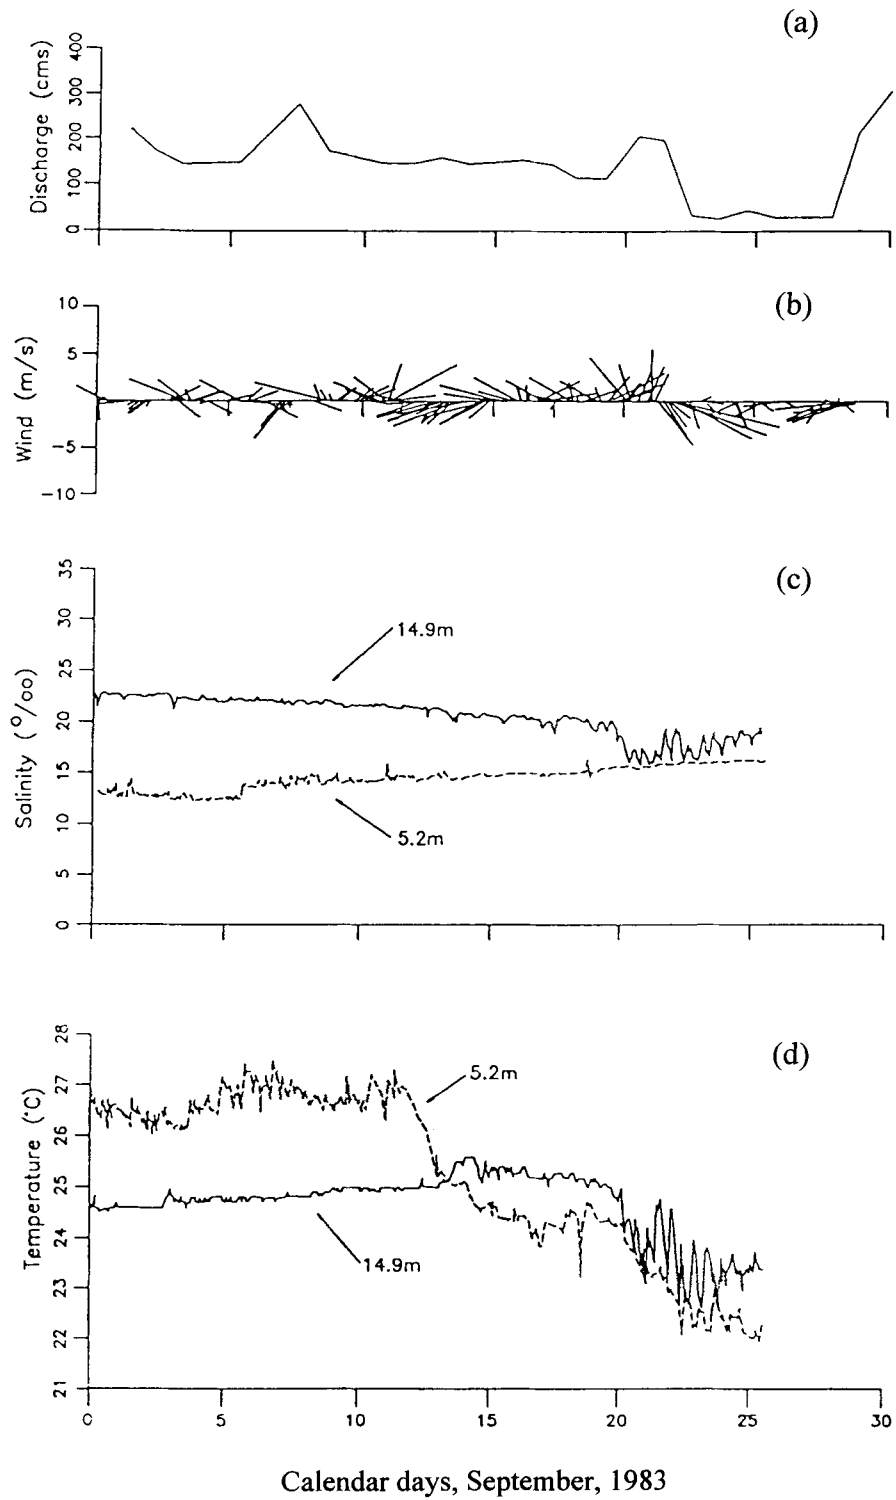 (a)
400
300
200
100
0
Discharge (cms)
(b)
10
5
0
−5
−10
Wind (m/s)
(c)
35
30
25
20
15
10
5
0
Salinity (°/oo)
14.9m
5.2m
(d)
28
27
26
25
24
23
22
21
Temperature (°C)
5.2m
14.9m
0 5 10 15 20 25 30
Calendar days, September, 1983